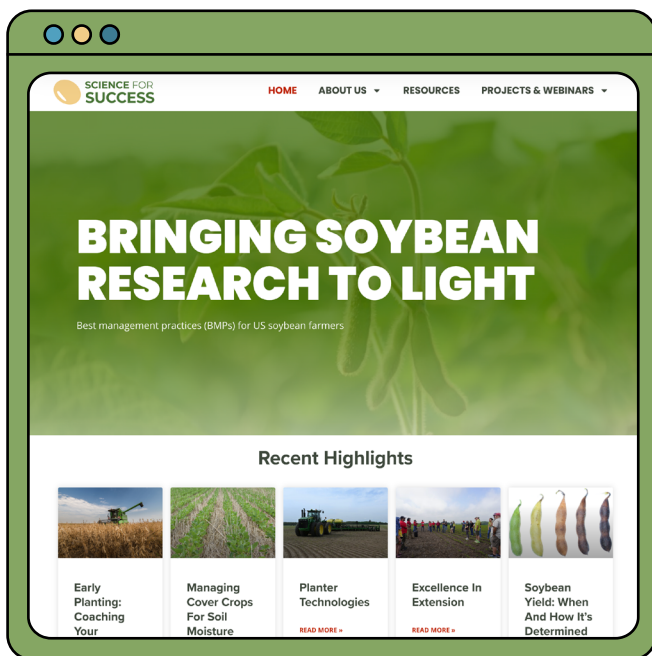 SCIENCE FOR
SUCCESS
HOME ABOUT US RESOURCES PROJECTS & WEBINARS
BRINGING SOYBEAN
RESEARCH TO LIGHT
Best management practices (BMPs) for US soybean farmers
Recent Highlights
Early
Planting:
Coaching
Your
Managing
Cover Crops
For Soil
Moisture
Planter
Technologies
READ MORE »
Excellence In
Extension
READ MORE »
Soybean
Yield: When
And How It's
Determined